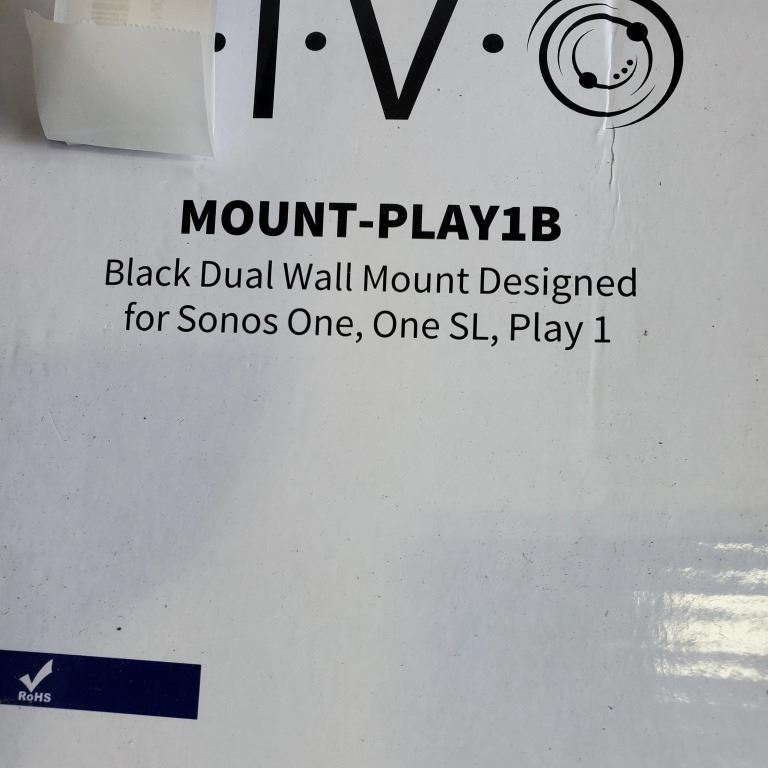 ·I·V·O
MOUNT-PLAY1B
Black Dual Wall Mount Designed
for Sonos One, One SL, Play 1
RoHS